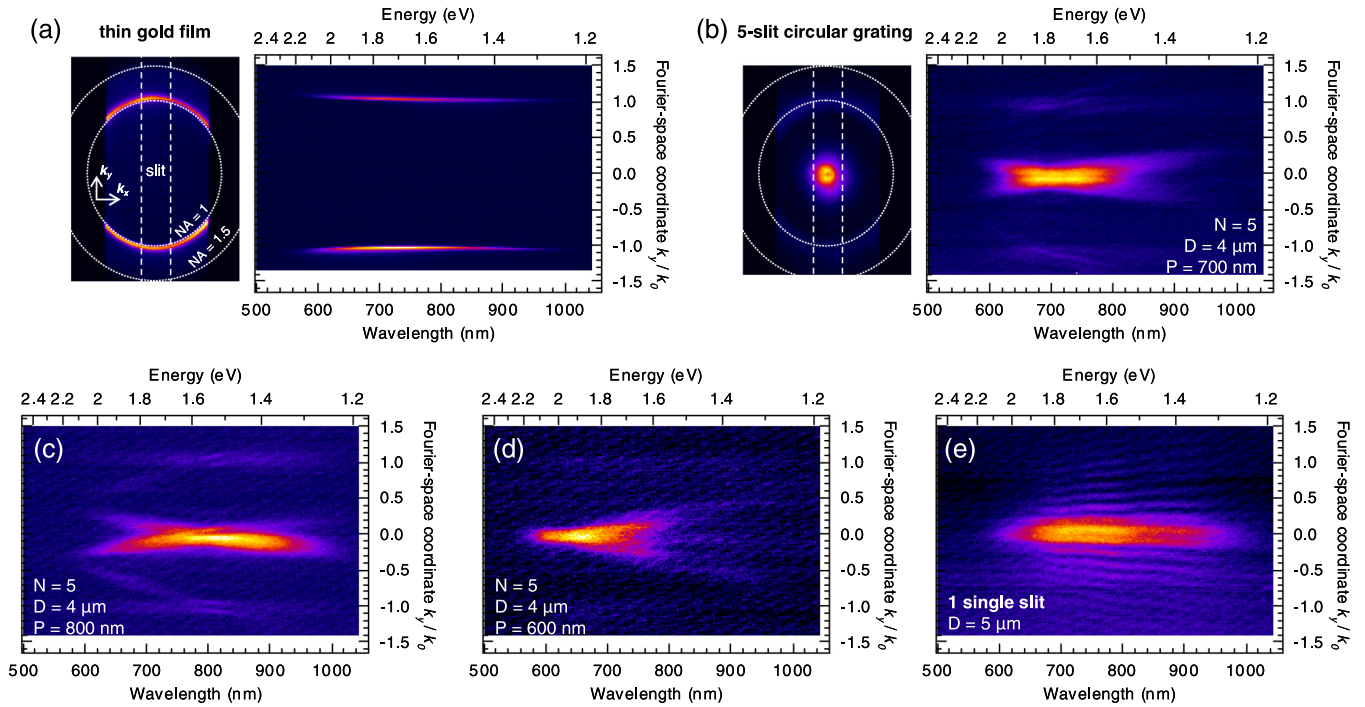 (a) thin gold film
Energy (eV)
2.4 2.2 2 1.8 1.6 1.4 1.2
k_y
k_x
slit
NA = 1
NA = 1.5
1.5
1.0
0.5
0.0
-0.5
-1.0
-1.5
Fourier-space coordinate k_y / k_0
500 600 700 800 900 1000
Wavelength (nm)
(b) 5-slit circular grating
Energy (eV)
2.4 2.2 2 1.8 1.6 1.4 1.2
N = 5
D = 4 µm
P = 700 nm
1.5
1.0
0.5
0.0
-0.5
-1.0
-1.5
Fourier-space coordinate k_y / k_0
500 600 700 800 900 1000
Wavelength (nm)
Energy (eV)
2.4 2.2 2 1.8 1.6 1.4 1.2
(c)
N = 5
D = 4 µm
P = 800 nm
1.5
1.0
0.5
0.0
-0.5
-1.0
-1.5
Fourier-space coordinate k_y / k_0
500 600 700 800 900 1000
Wavelength (nm)
Energy (eV)
2.4 2.2 2 1.8 1.6 1.4 1.2
(d)
N = 5
D = 4 µm
P = 600 nm
1.5
1.0
0.5
0.0
-0.5
-1.0
-1.5
Fourier-space coordinate k_y / k_0
500 600 700 800 900 1000
Wavelength (nm)
Energy (eV)
2.4 2.2 2 1.8 1.6 1.4 1.2
(e)
1 single slit
D = 5 µm
1.5
1.0
0.5
0.0
-0.5
-1.0
-1.5
Fourier-space coordinate k_y / k_0
500 600 700 800 900 1000
Wavelength (nm)